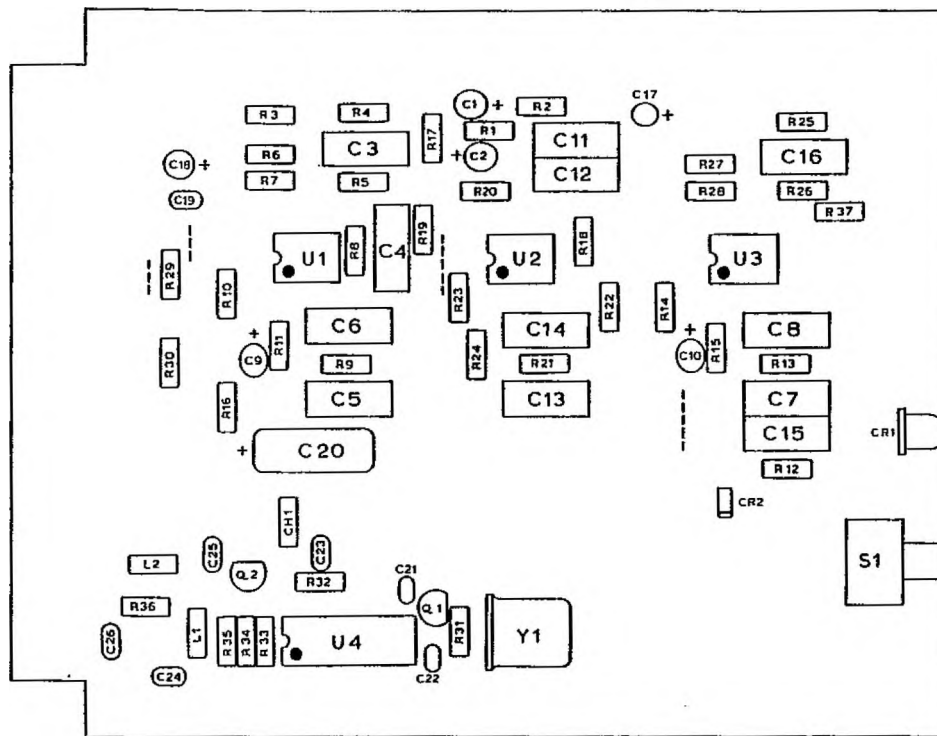 C17
C1 +
R2
+
R3
R4
R17
R1
R25
C3
C11
+ C2
C16
R6
C18 +
R27
C12
R7
R5
R20
R28
R26
C19
R37
R19
R18
R8
C4
U1
U2
U3
R29
R10
R23
R22
R14
C6
C14
C8
+
+
R11
R15
R30
C9
R9
R24
R21
C10
R13
C5
C13
C7
R16
C15
CR1
+ C20
R12
CR2
CH1
C25
C23
L2
S1
Q2
R32
C21
R36
Q1
L1
R35
R34
R33
U4
R31
Y1
C26
C22
C24